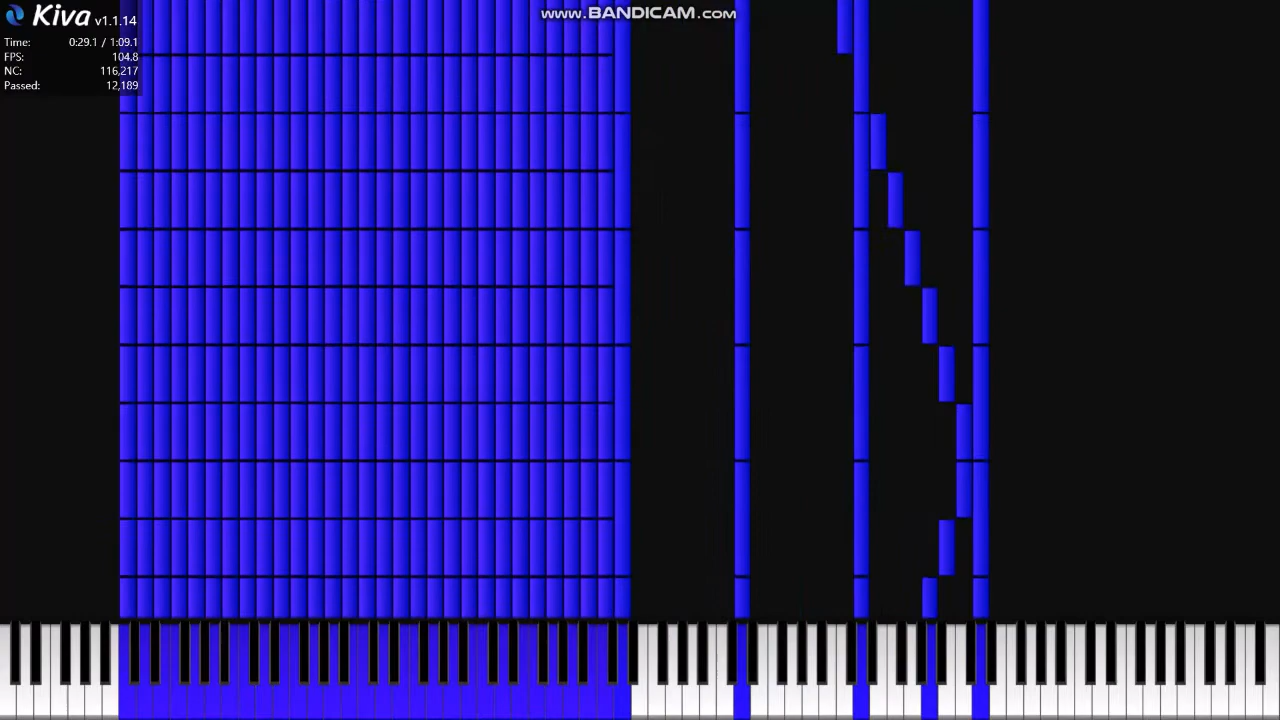 Kiva v1.1.14
www.BANDICAM.com
Time: 0:29.1 / 1:09.1
FPS: 104.8
NC: 116,217
Passed: 12,189